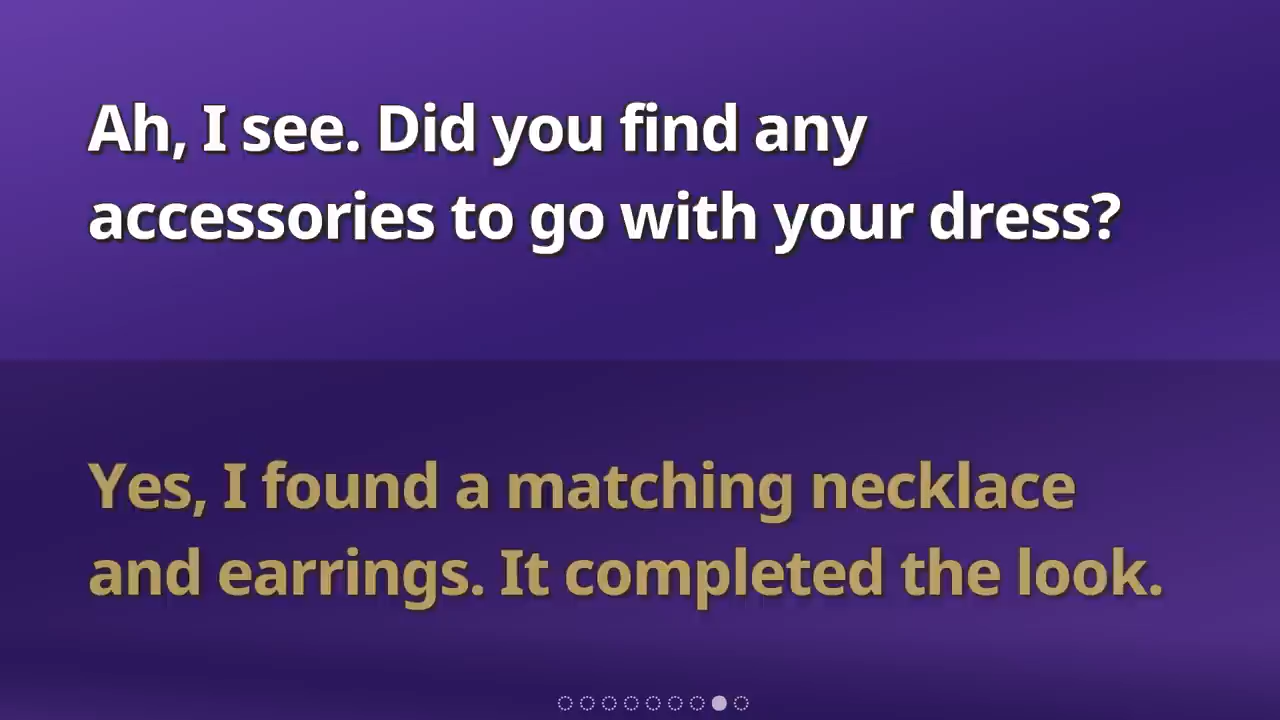 Ah, I see. Did you find any
accessories to go with your dress?
Yes, I found a matching necklace
and earrings. It completed the look.